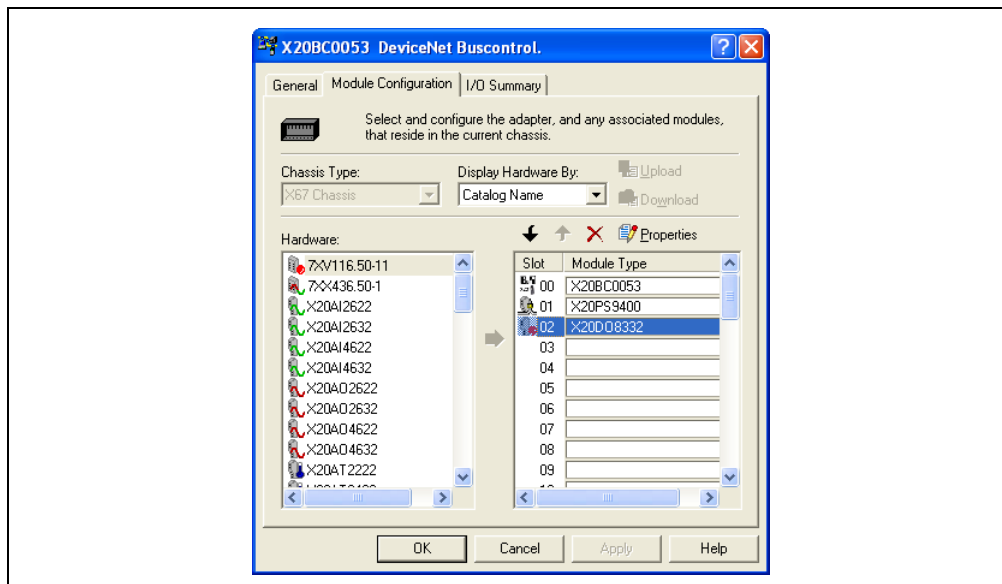 X20BC0053 DeviceNet Buscontrol.
General
Module Configuration
I/O Summary
Select and configure the adapter, and any associated modules,
that reside in the current chassis.
Chassis Type:
Display Hardware By:
Upload
X67 Chassis
Catalog Name
Download
Hardware:
Properties
7XV116.50-11
7XX436.50-1
X20AI2622
X20AI2632
X20AI4622
X20AI4632
X20AO2622
X20AO2632
X20AO4622
X20AO4632
X20AT2222
Slot Module Type
00 X20BC0053
01 X20PS9400
02 X20DO8332
03
04
05
06
07
08
09
OK
Cancel
Apply
Help